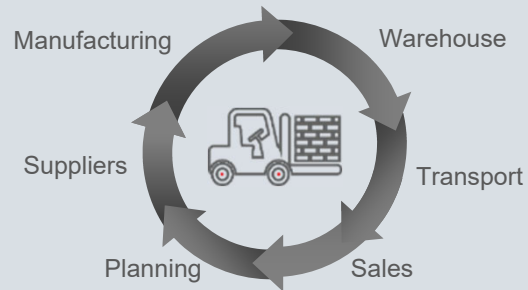 Manufacturing
Warehouse
Suppliers
Transport
Planning
Sales